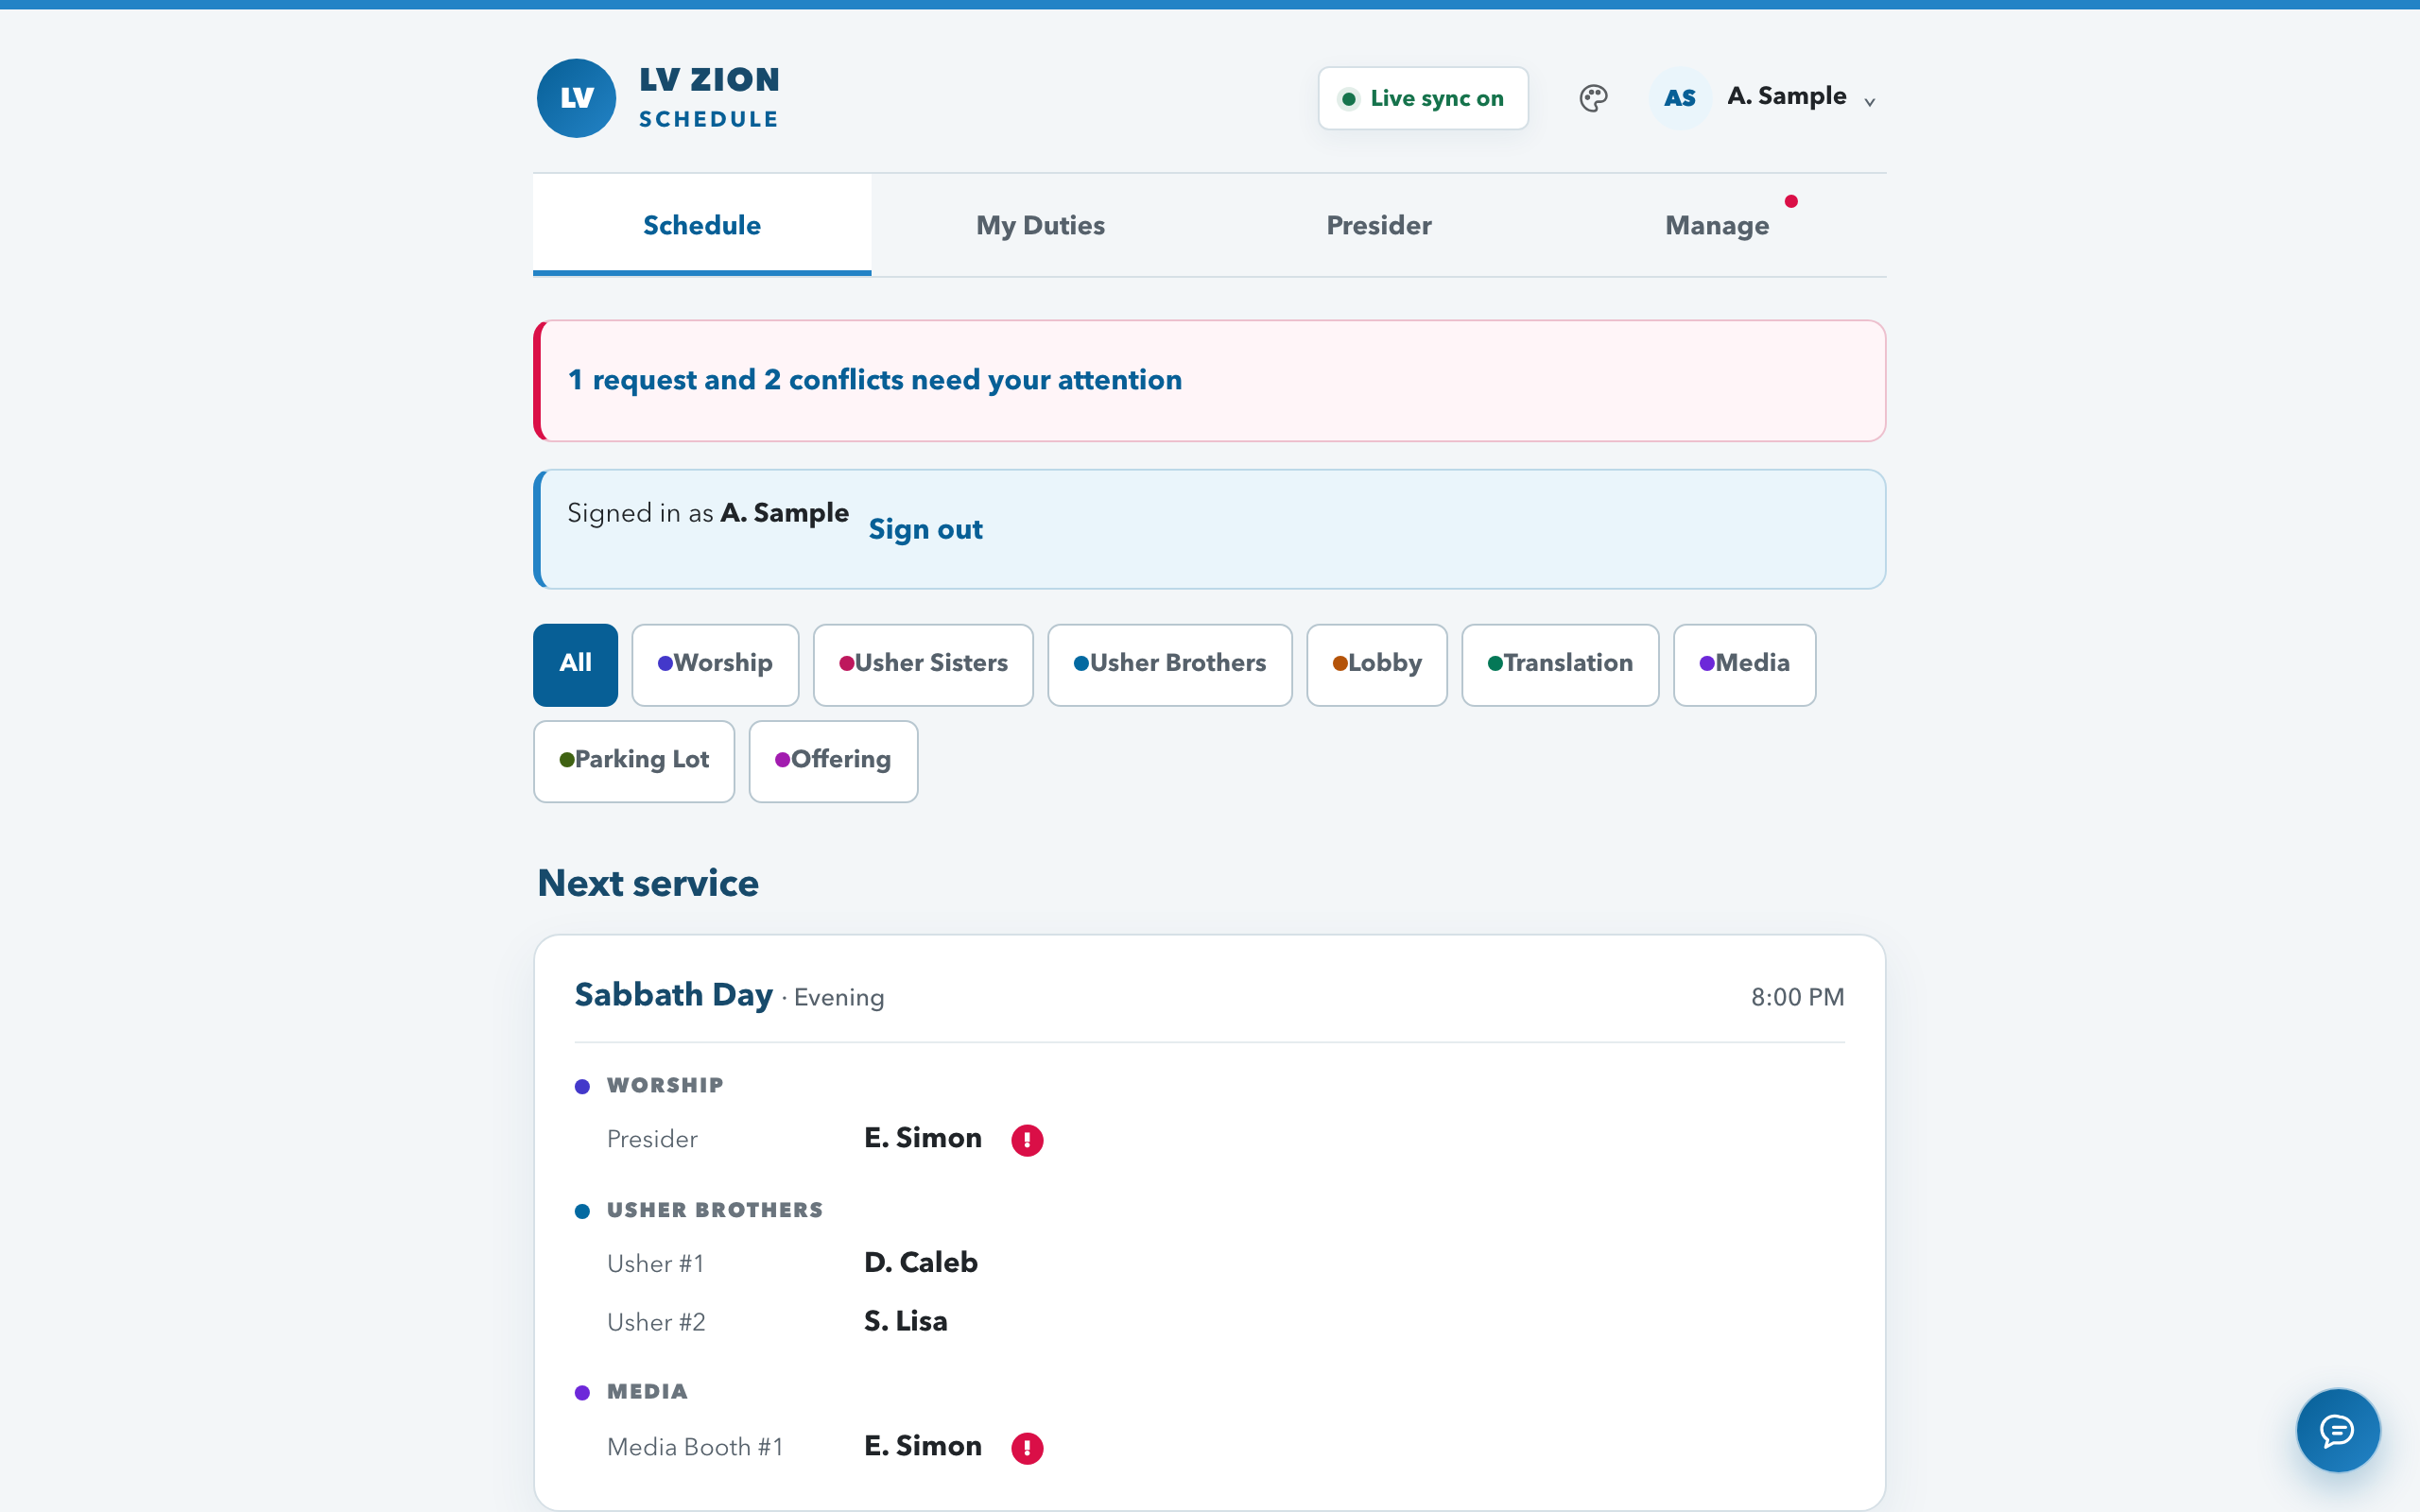 LV
LV ZION
SCHEDULE
Live sync on
AS
A. Sample
Schedule
My Duties
Presider
Manage
1 request and 2 conflicts need your attention
Signed in as A. Sample
Sign out
All
Worship
Usher Sisters
Usher Brothers
Lobby
Translation
Media
Parking Lot
Offering
Next service
Sabbath Day · Evening
8:00 PM
WORSHIP
Presider
E. Simon
!
USHER BROTHERS
Usher #1
D. Caleb
Usher #2
S. Lisa
MEDIA
Media Booth #1
E. Simon
!